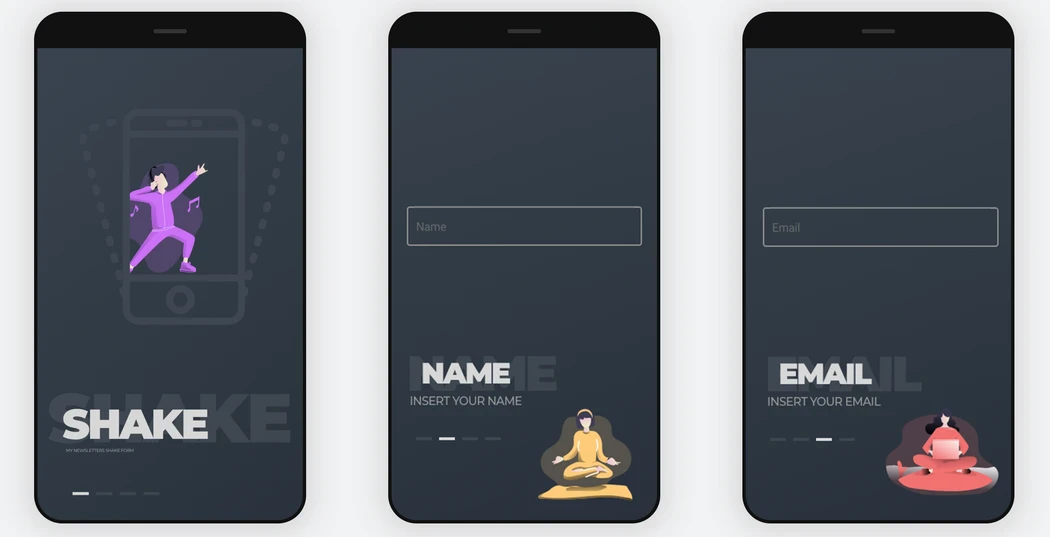 SHAKE
SHAKE
MY NEWSLETTERS SHAKE FORM
Name
NAME
NAME
INSERT YOUR NAME
Email
EMAIL
EMAIL
INSERT YOUR EMAIL